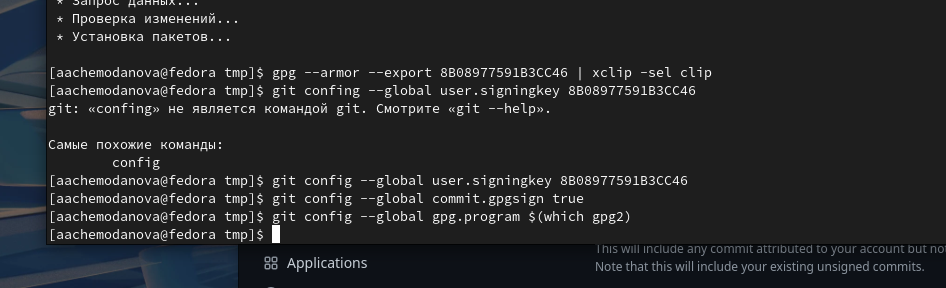 * Запрос данных...
* Проверка изменений...
* Установка пакетов...
[aachemodanova@fedora tmp]$ gpg --armor --export 8B08977591B3CC46 | xclip -sel clip
[aachemodanova@fedora tmp]$ git confing --global user.signingkey 8B08977591B3CC46
git: «confing» не является командой git. Смотрите «git --help».
Самые похожие команды:
config
[aachemodanova@fedora tmp]$ git config --global user.signingkey 8B08977591B3CC46
[aachemodanova@fedora tmp]$ git config --global commit.gpgsign true
[aachemodanova@fedora tmp]$ git config --global gpg.program $(which gpg2)
[aachemodanova@fedora tmp]$
This will include any commit attributed to your account but no
Applications
Note that this will include your existing unsigned commits.